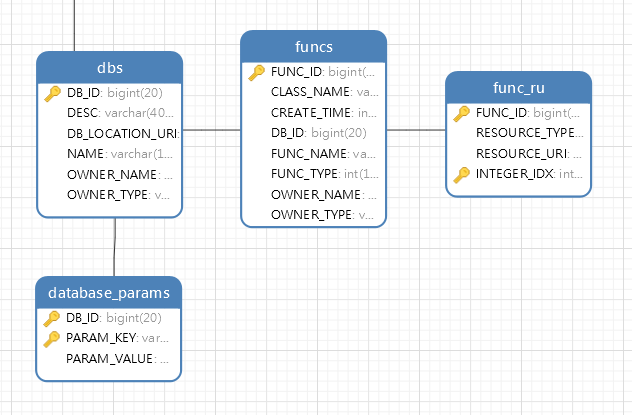 dbs
DB_ID: bigint(20)
DESC: varchar(40...
DB_LOCATION_URI:
NAME: varchar(1...
OWNER_NAME: ...
OWNER_TYPE: v...
funcs
FUNC_ID: bigint(...
CLASS_NAME: va...
CREATE_TIME: in...
DB_ID: bigint(20)
FUNC_NAME: va...
FUNC_TYPE: int(1...
OWNER_NAME: ...
OWNER_TYPE: v...
func_ru
FUNC_ID: bigint(...
RESOURCE_TYPE...
RESOURCE_URI: ...
INTEGER_IDX: int...
database_params
DB_ID: bigint(20)
PARAM_KEY: var...
PARAM_VALUE: ...